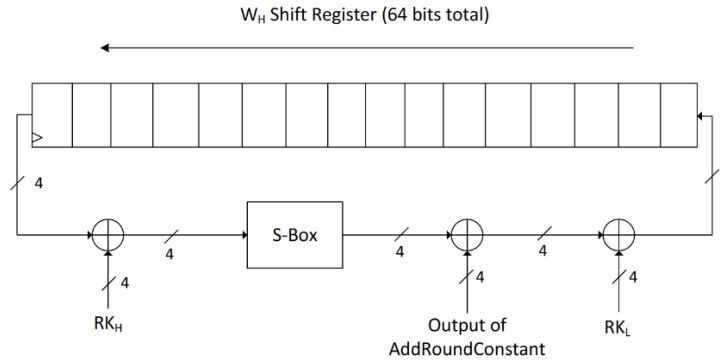 W_H Shift Register (64 bits total)
4
4
S-Box
4
4
4
4
4
RK_H
Output of
AddRoundConstant
RK_L